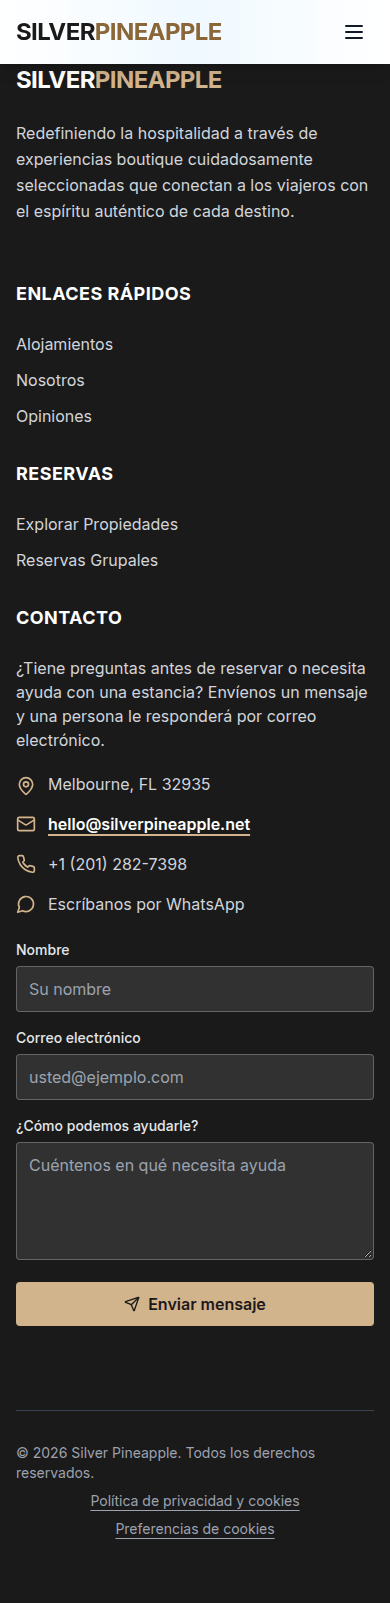 SILVERPINEAPPLE
SILVERPINEAPPLE
Redefiniendo la hospitalidad a través de
experiencias boutique cuidadosamente
seleccionadas que conectan a los viajeros con
el espíritu auténtico de cada destino.
ENLACES RÁPIDOS
Alojamientos
Nosotros
Opiniones
RESERVAS
Explorar Propiedades
Reservas Grupales
CONTACTO
¿Tiene preguntas antes de reservar o necesita
ayuda con una estancia? Envíenos un mensaje
y una persona le responderá por correo
electrónico.
Melbourne, FL 32935
hello@silverpineapple.net
+1 (201) 282-7398
Escríbanos por WhatsApp
Nombre
Su nombre
Correo electrónico
usted@ejemplo.com
¿Cómo podemos ayudarle?
Cuéntenos en qué necesita ayuda
Enviar mensaje
© 2026 Silver Pineapple. Todos los derechos
reservados.
Política de privacidad y cookies
Preferencias de cookies